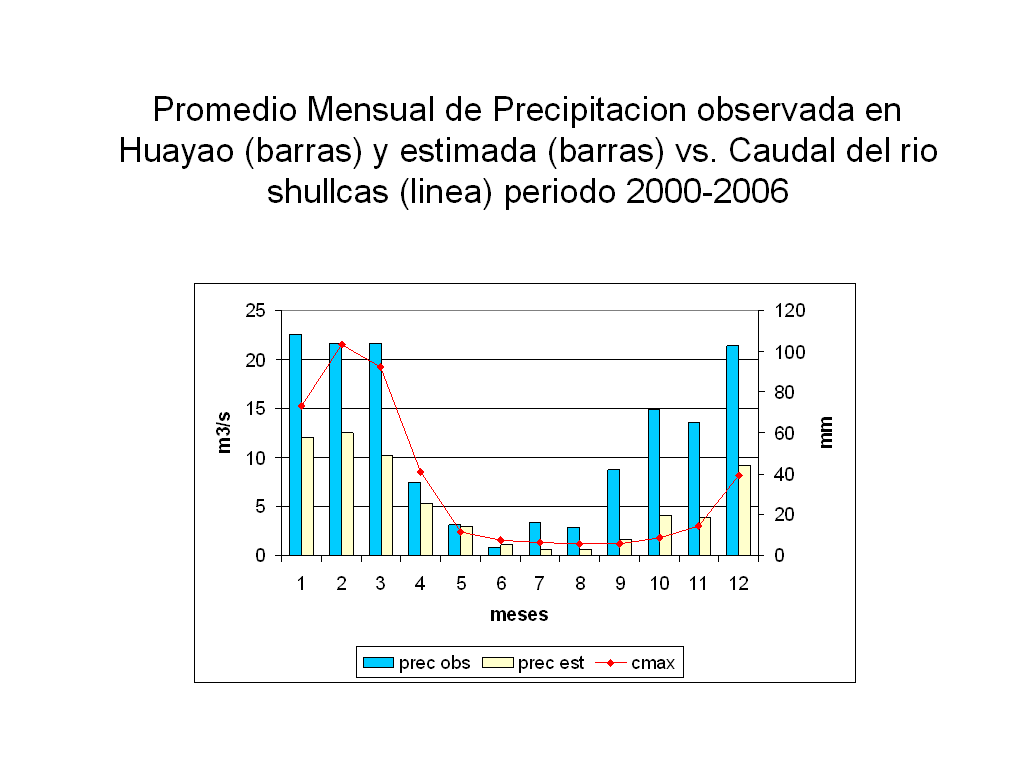 Promedio Mensual de Precipitacion observada en
Huayao (barras) y estimada (barras) vs. Caudal del rio
shullcas (linea) periodo 2000-2006
25 120
20 100
15 80
10 60
5 40
0 20
0
m3/s
mm
1 2 3 4 5 6 7 8 9 10 11 12
meses
prec obs prec est cmax